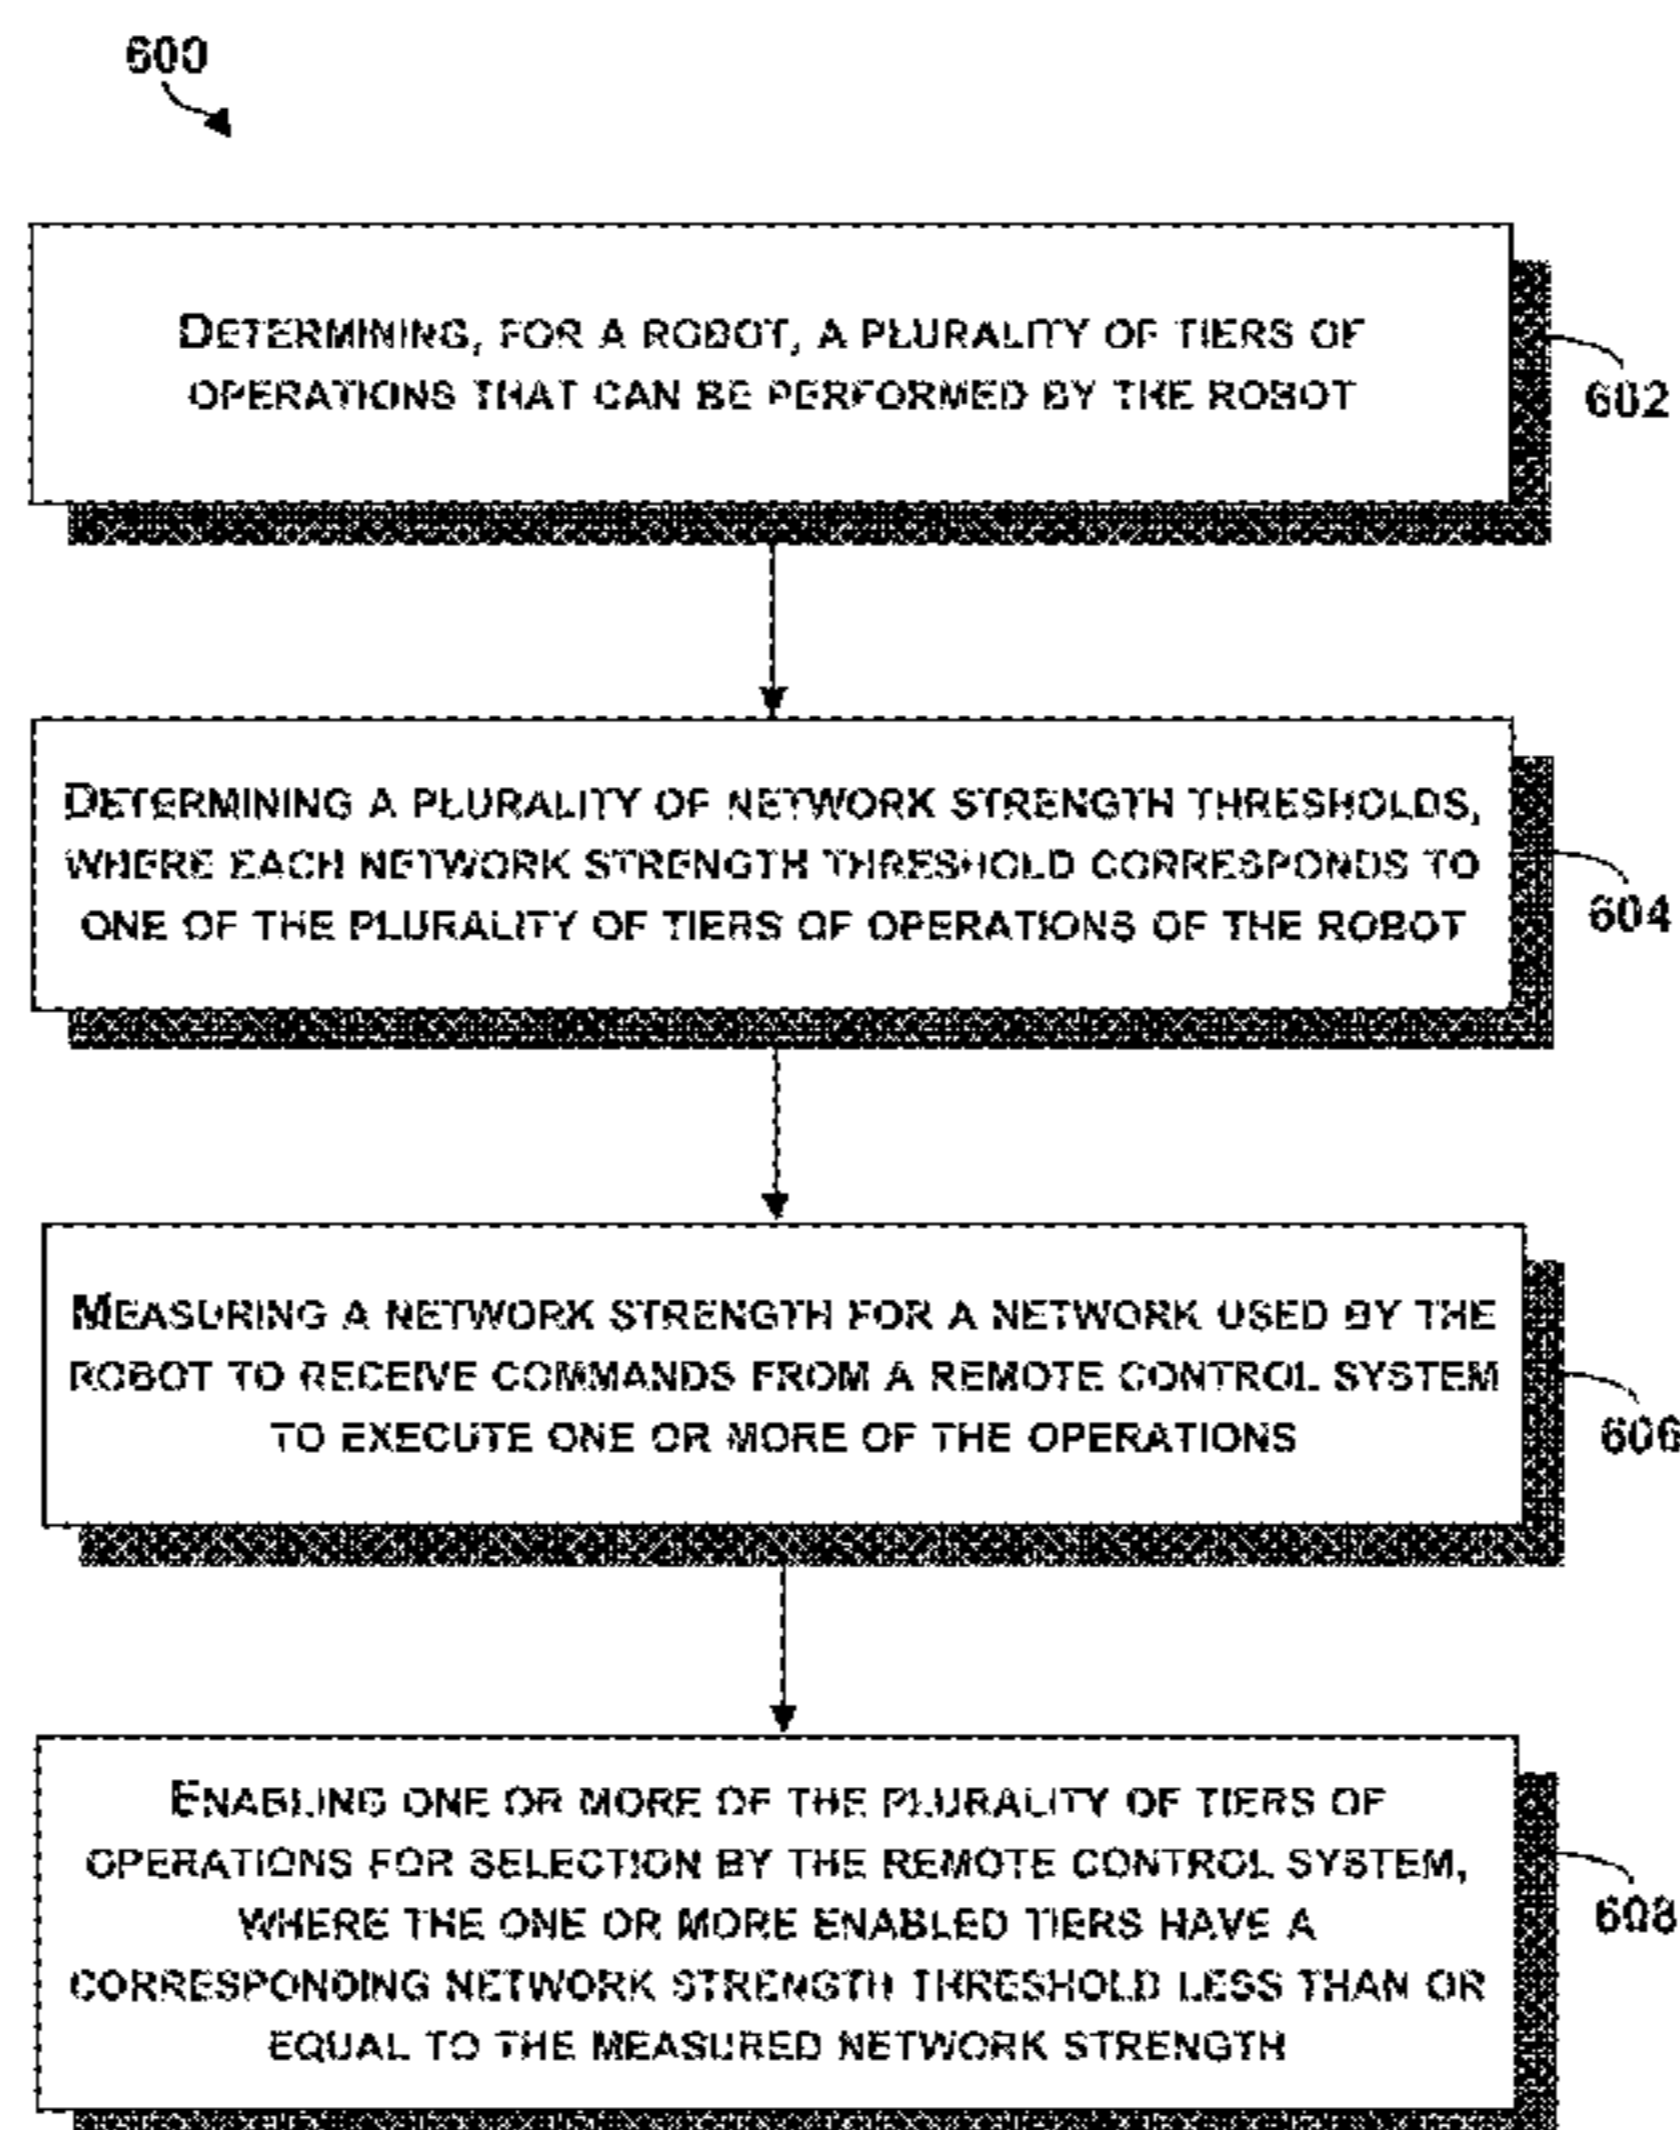 600
DETERMINING, FOR A ROBOT, A PLURALITY OF TIERS OF
OPERATIONS THAT CAN BE PERFORMED BY THE ROBOT
602
DETERMINING A PLURALITY OF NETWORK STRENGTH THRESHOLDS,
WHERE EACH NETWORK STRENGTH THRESHOLD CORRESPONDS TO
ONE OF THE PLURALITY OF TIERS OF OPERATIONS OF THE ROBOT
604
MEASURING A NETWORK STRENGTH FOR A NETWORK USED BY THE
ROBOT TO RECEIVE COMMANDS FROM A REMOTE CONTROL SYSTEM
TO EXECUTE ONE OR MORE OF THE OPERATIONS
606
ENABLING ONE OR MORE OF THE PLURALITY OF TIERS OF
OPERATIONS FOR SELECTION BY THE REMOTE CONTROL SYSTEM,
WHERE THE ONE OR MORE ENABLED TIERS HAVE A
CORRESPONDING NETWORK STRENGTH THRESHOLD LESS THAN OR
EQUAL TO THE MEASURED NETWORK STRENGTH
608